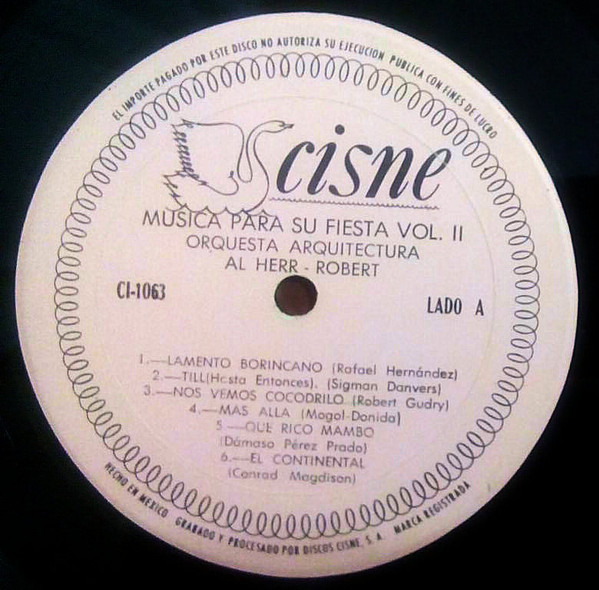 EL IMPORTE PAGADO POR ESTE DISCO NO AUTORIZA SU EJECUCION PUBLICA CON FINES DE LUCRO
cisne
MUSICA PARA SU FIESTA VOL. II
ORQUESTA ARQUITECTURA
AL HERR - ROBERT
CI-1063
LADO A
1.—LAMENTO BORINCANO (Rafael Hernández)
2.—TILL(Hasta Entonces). (Sigman Danvers)
3.—NOS VEMOS COCODRILO (Robert Gudry)
4.—MAS ALLA (Mogol-Donida)
5.—QUE RICO MAMBO
(Dámaso Pérez Prado)
6.—EL CONTINENTAL
(Conrad Magdison)
HECHO EN MEXICO GRABADO Y PROCESADO POR DISCOS CISNE, S. A. MARCA REGISTRADA